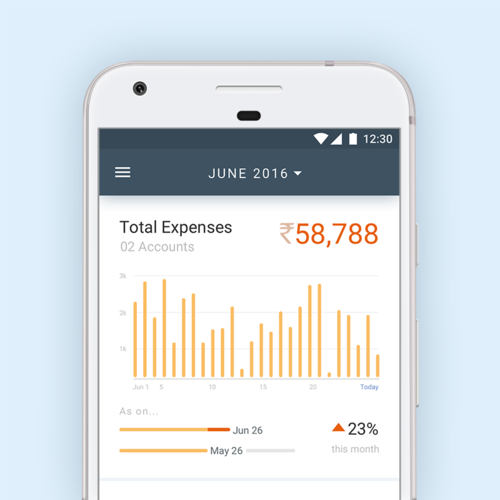 12:30
JUNE 2016
Total Expenses
₹58,788
02 Accounts
3k
2k
1k
Jun 1 5 10 15 20 Today
As on...
Jun 26
23%
May 26
this month